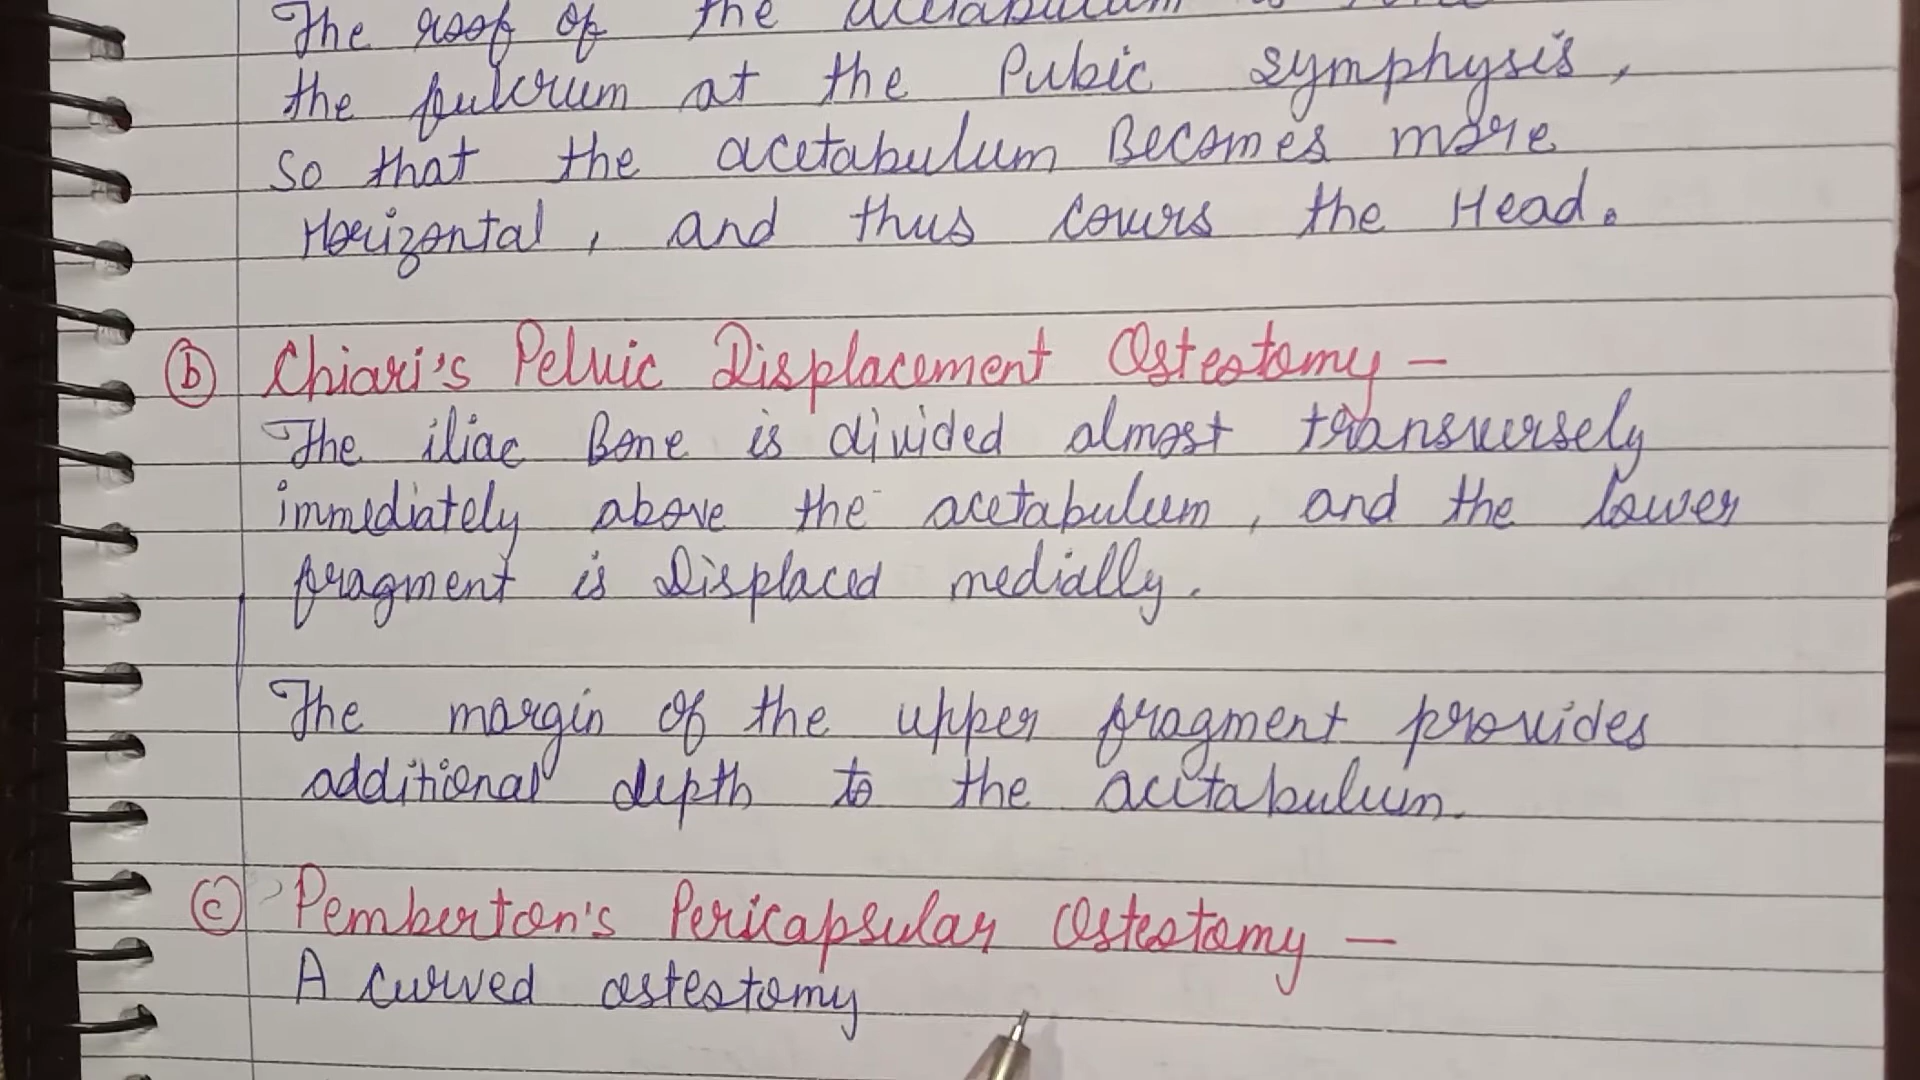 The roof of the acetabulum is
the fulcrum at the Pubic symphysis,
so that the acetabulum Becomes more
Horizontal, and thus covers the Head.
(b) Chiari's Pelvic Displacement Osteotomy -
The iliac Bone is divided almost transversely
immediately above the acetabulum, and the lower
fragment is Displaced medially.
The margin of the upper fragment provides
additional depth to the acetabulum.
(c) Pemberton's Pericapsular Osteotomy -
A curved osteotomy